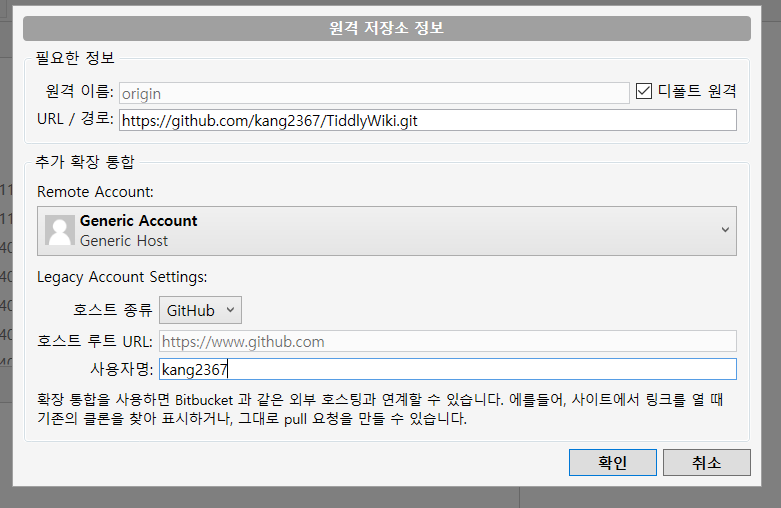 원격 저장소 정보
필요한 정보
원격 이름: origin 디폴트 원격
URL / 경로: https://github.com/kang2367/TiddlyWiki.git
추가 확장 통합
Remote Account:
Generic Account
Generic Host
Legacy Account Settings:
호스트 종류 GitHub
호스트 루트 URL: https://www.github.com
사용자명: kang2367
확장 통합을 사용하면 Bitbucket 과 같은 외부 호스팅과 연계할 수 있습니다. 예를들어, 사이트에서 링크를 열 때
기존의 클론을 찾아 표시하거나, 그대로 pull 요청을 만들 수 있습니다.
확인 취소